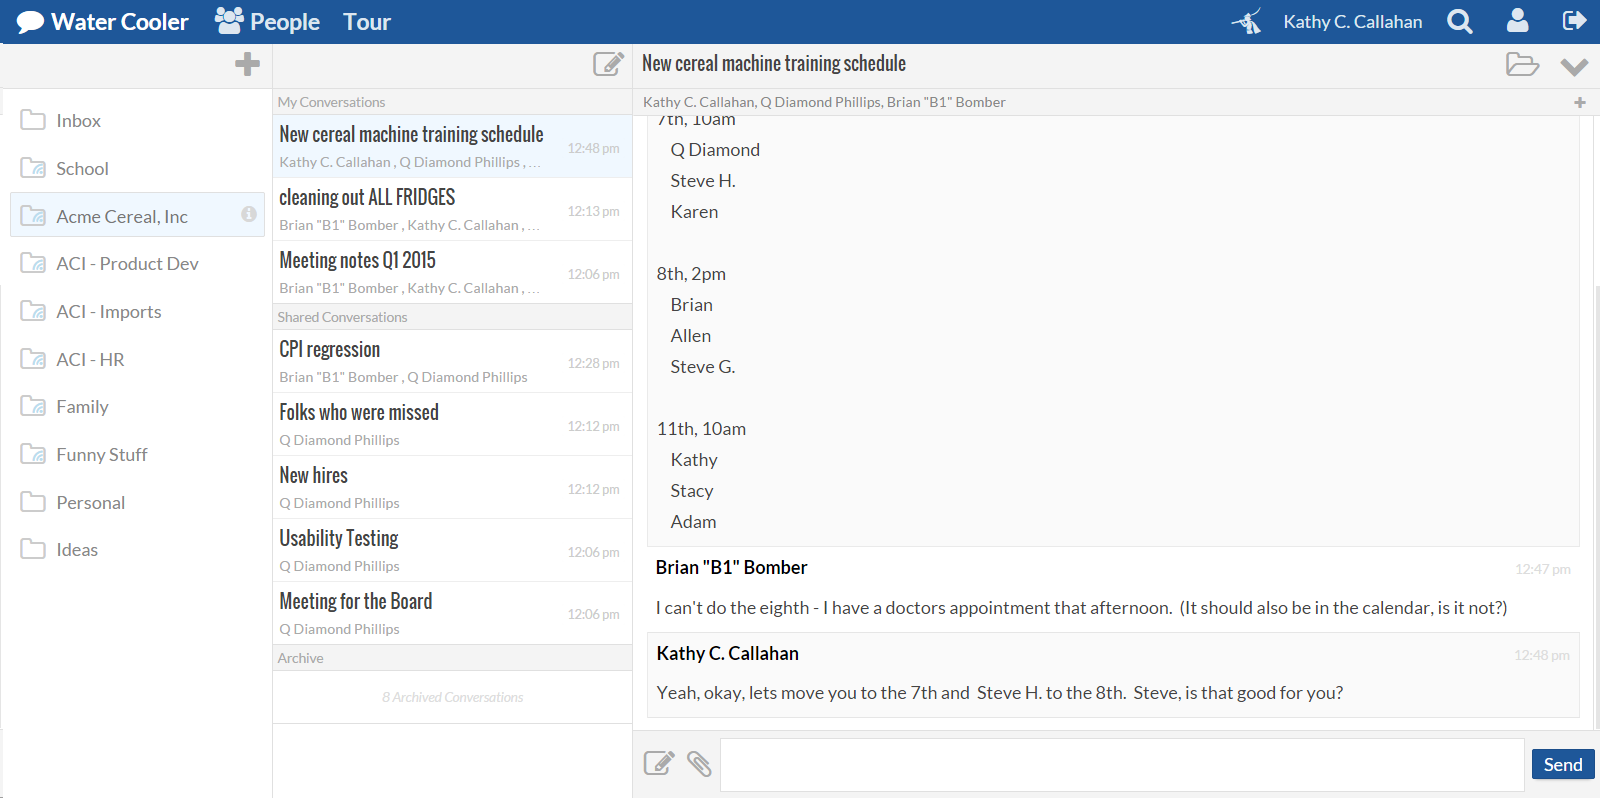 Water Cooler People Tour Kathy C. Callahan
New cereal machine training schedule
Inbox
School
Acme Cereal, Inc
ACI - Product Dev
ACI - Imports
ACI - HR
Family
Funny Stuff
Personal
Ideas
My Conversations
New cereal machine training schedule
12:48 pm
Kathy C. Callahan , Q Diamond Phillips , ...
cleaning out ALL FRIDGES
12:13 pm
Brian "B1" Bomber , Kathy C. Callahan , ...
Meeting notes Q1 2015
12:06 pm
Brian "B1" Bomber , Kathy C. Callahan , ...
Shared Conversations
CPI regression
12:28 pm
Brian "B1" Bomber , Q Diamond Phillips
Folks who were missed
12:12 pm
Q Diamond Phillips
New hires
12:12 pm
Q Diamond Phillips
Usability Testing
12:06 pm
Q Diamond Phillips
Meeting for the Board
12:06 pm
Q Diamond Phillips
Archive
8 Archived Conversations
Kathy C. Callahan, Q Diamond Phillips, Brian "B1" Bomber
7th, 10am
Q Diamond
Steve H.
Karen
8th, 2pm
Brian
Allen
Steve G.
11th, 10am
Kathy
Stacy
Adam
Brian "B1" Bomber 12:47 pm
I can't do the eighth - I have a doctors appointment that afternoon. (It should also be in the calendar, is it not?)
Kathy C. Callahan 12:48 pm
Yeah, okay, lets move you to the 7th and Steve H. to the 8th. Steve, is that good for you?
Send